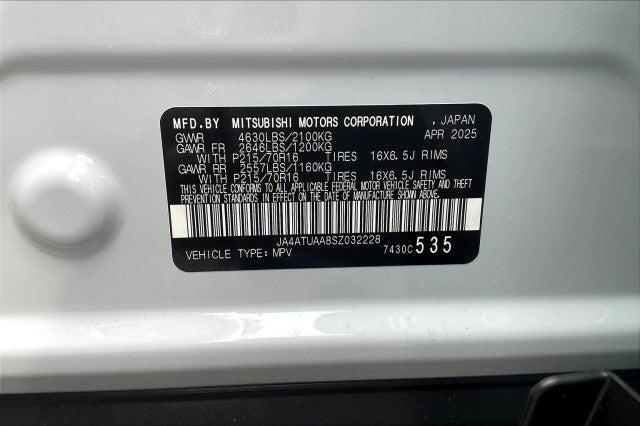 MFD.BY MITSUBISHI MOTORS CORPORATION , JAPAN
GVWR 4630LBS/2100KG APR 2025
GAWR FR 2646LBS/1200KG
WITH P215/70R16 TIRES 16X6.5J RIMS
GAWR RR 2557LBS/1160KG
WITH P215/70R16 TIRES 16X6.5J RIMS
THIS VEHICLE CONFORMS TO ALL APPLICABLE FEDERAL MOTOR VEHICLE SAFETY AND THEFT
PREVENTION STANDARDS IN EFFECT ON THE DATE OF MANUFACTURE SHOWN ABOVE.
JA4ATUAA8SZ032228
VEHICLE TYPE: MPV 7430C 535